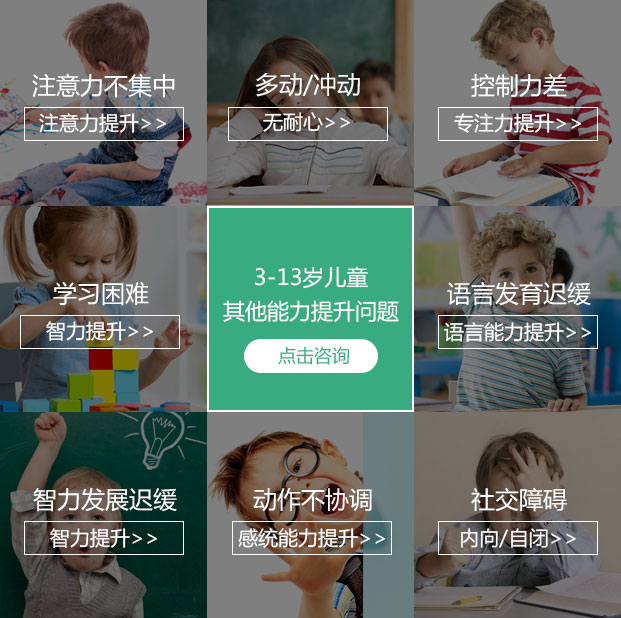 注意力不集中
注意力提升>>
多动/冲动
无耐心>>
控制力差
专注力提升>>
学习困难
智力提升>>
3-13岁儿童
其他能力提升问题
点击咨询
语言发育迟缓
语言能力提升>>
智力发展迟缓
智力提升>>
动作不协调
感统能力提升>>
社交障碍
内向/自闭>>